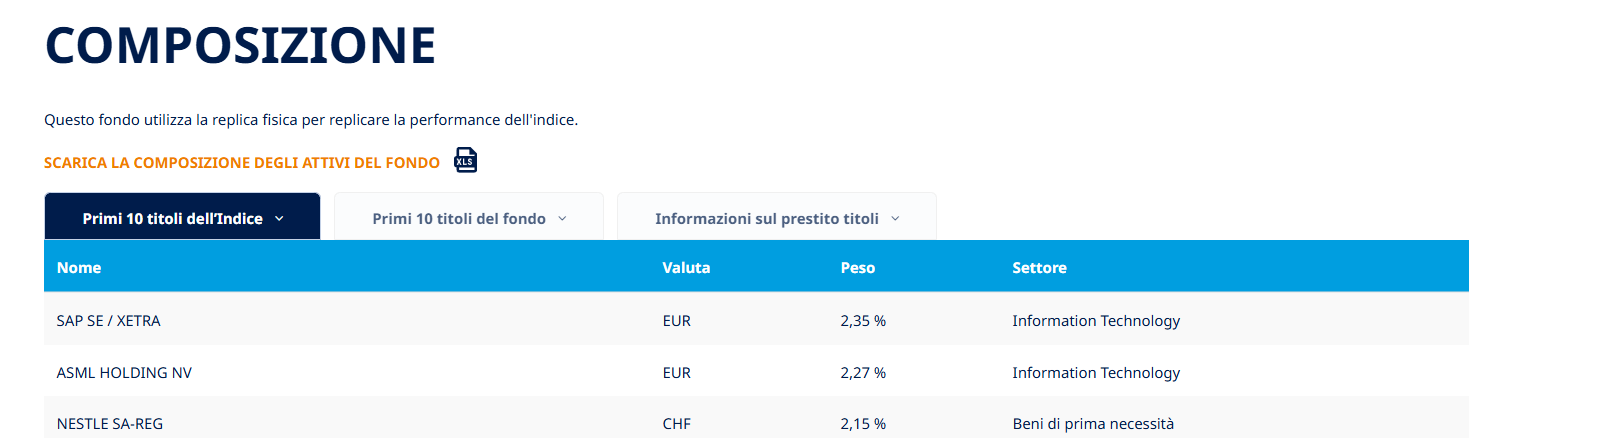 COMPOSIZIONE
Questo fondo utilizza la replica fisica per replicare la performance dell'indice.
SCARICA LA COMPOSIZIONE DEGLI ATTIVI DEL FONDO XLS
Primi 10 titoli dell'Indice Primi 10 titoli del fondo Informazioni sul prestito titoli
Nome Valuta Peso Settore
SAP SE / XETRA EUR 2,35 % Information Technology
ASML HOLDING NV EUR 2,27 % Information Technology
NESTLE SA-REG CHF 2,15 % Beni di prima necessità